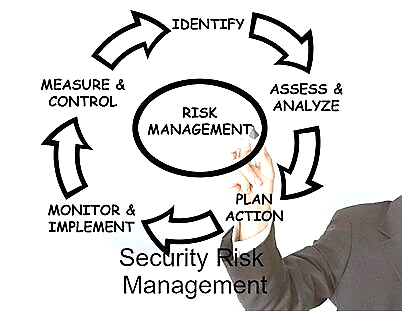 IDENTIFY
ASSESS &
ANALYZE
PLAN
ACTION
MONITOR &
IMPLEMENT
MEASURE &
CONTROL
RISK
MANAGEMENT
Security Risk
Management